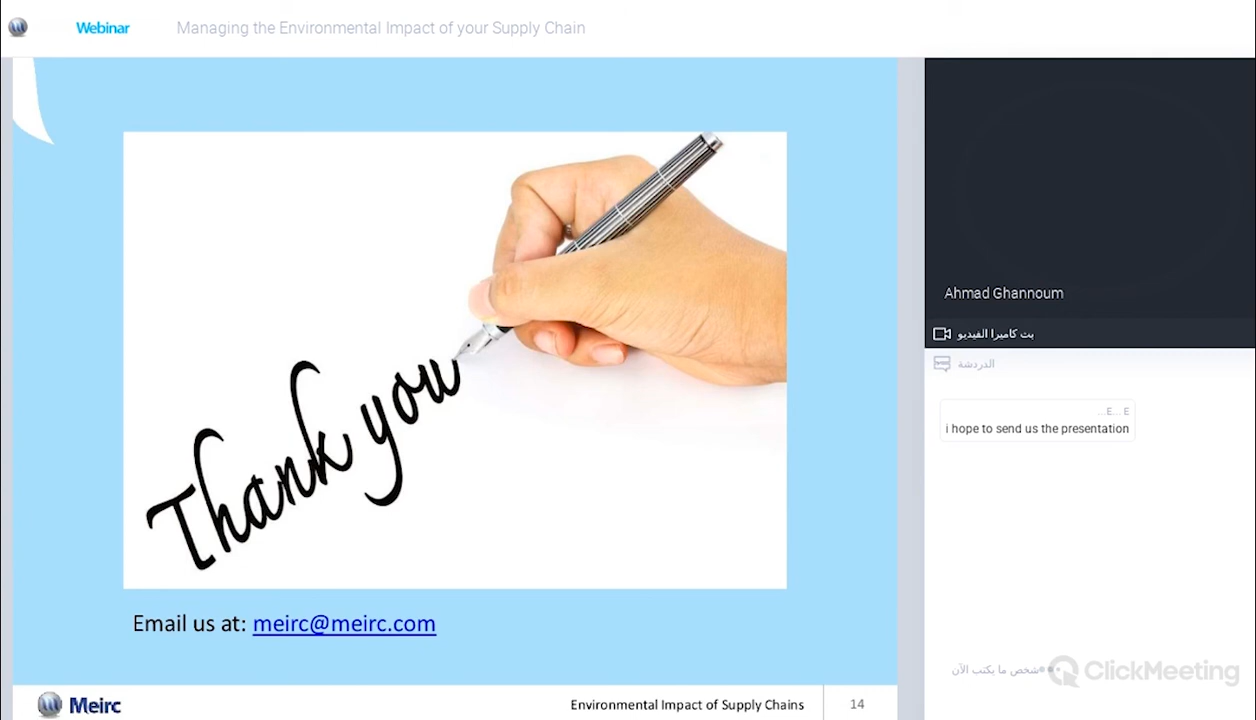 Webinar
Managing the Environmental Impact of your Supply Chain
Thank you
Email us at: meirc@meirc.com
Meirc
Environmental Impact of Supply Chains
14
Ahmad Ghannoum
بث كاميرا الفيديو
الدردشة
E... E...
i hope to send us the presentation
شخص ما يكتب الآن
ClickMeeting